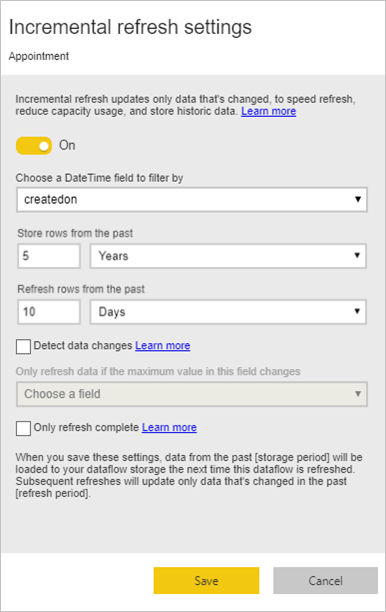 Incremental refresh settings
Appointment
Incremental refresh updates only data that's changed, to speed refresh,
reduce capacity usage, and store historic data. Learn more
On
Choose a DateTime field to filter by
createdon
Store rows from the past
5 Years
Refresh rows from the past
10 Days
Detect data changes Learn more
Only refresh data if the maximum value in this field changes
Choose a field
Only refresh complete Learn more
When you save these settings, data from the past [storage period] will be
loaded to your dataflow storage the next time this dataflow is refreshed.
Subsequent refreshes will update only data that's changed in the past
[refresh period].
Save Cancel